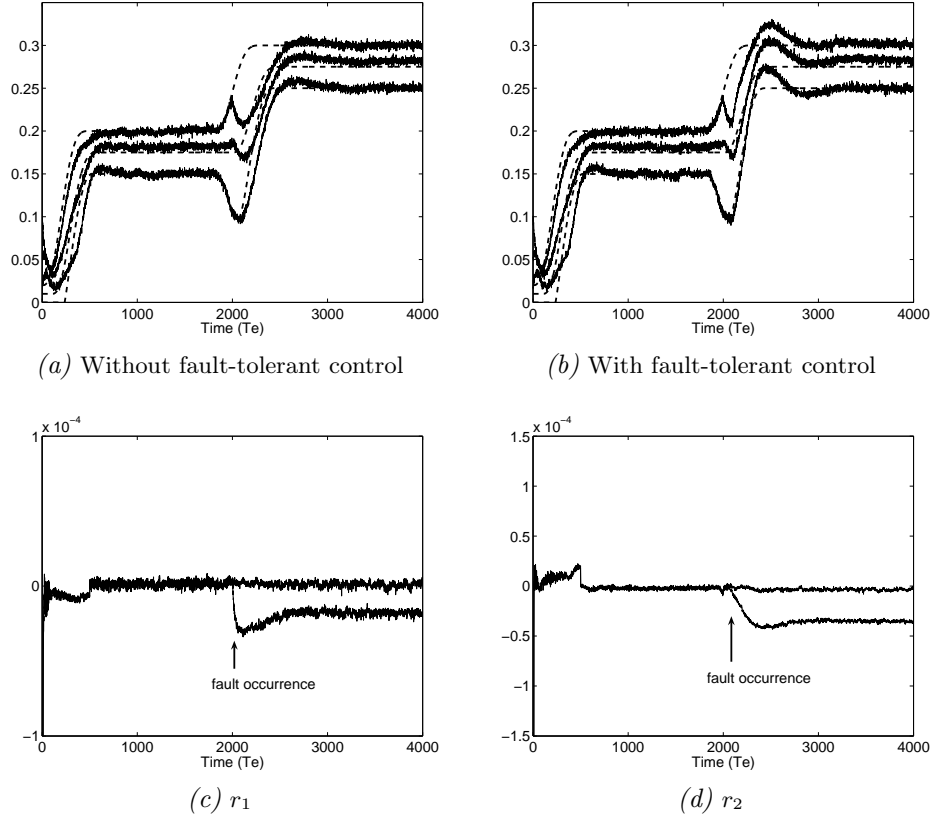 0.3
0.25
0.2
0.15
0.1
0.05
0
0 1000 2000 3000 4000
Time (Te)
(a) Without fault-tolerant control
0.3
0.25
0.2
0.15
0.1
0.05
0
0 1000 2000 3000 4000
Time (Te)
(b) With fault-tolerant control
x 10⁻⁴
1
0
−1
fault occurrence
0 1000 2000 3000 4000
Time (Te)
(c) r₁
x 10⁻⁴
1.5
1
0.5
0
−0.5
−1
−1.5
fault occurrence
0 1000 2000 3000 4000
Time (Te)
(d) r₂